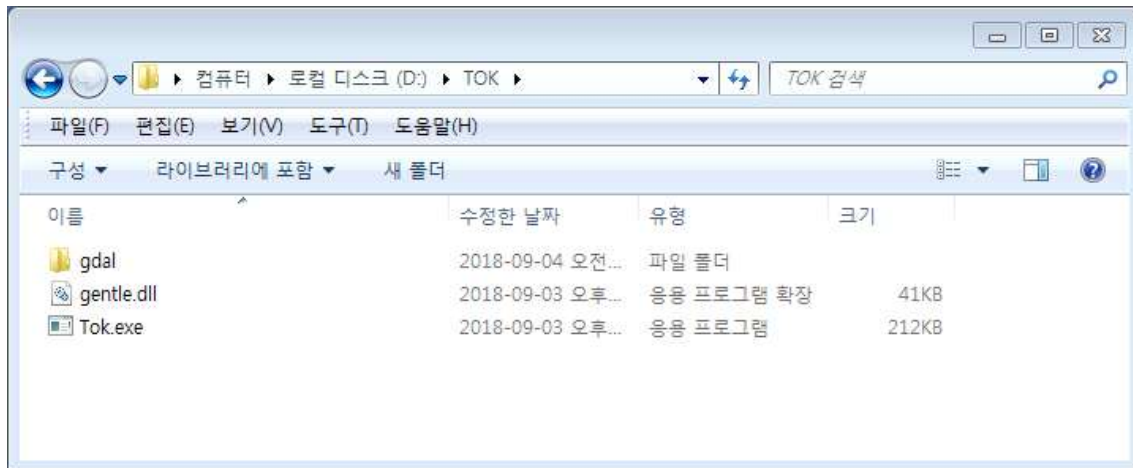 컴퓨터 로컬 디스크 (D:) TOK TOK 검색
파일(F) 편집(E) 보기(V) 도구(T) 도움말(H)
구성 라이브러리에 포함 새 폴더
이름 수정한 날짜 유형 크기
gdal 2018-09-04 오전... 파일 폴더
gentle.dll 2018-09-03 오후... 응용 프로그램 확장 41KB
Tok.exe 2018-09-03 오후... 응용 프로그램 212KB